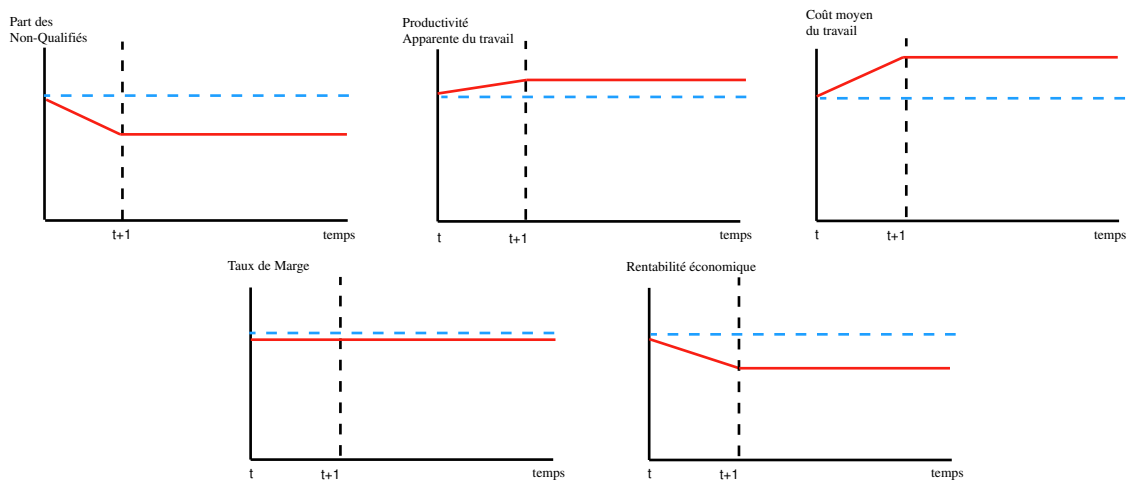 Part des
Non-Qualifiés
t+1
temps
Productivité
Apparente du travail
t
t+1
temps
Coût moyen
du travail
t
t+1
temps
Taux de Marge
t
t+1
temps
Rentabilité économique
t
t+1
temps